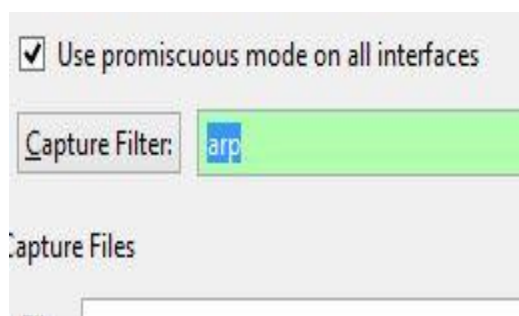 Use promiscuous mode on all interfaces
Capture Filter:
arp
Capture Files